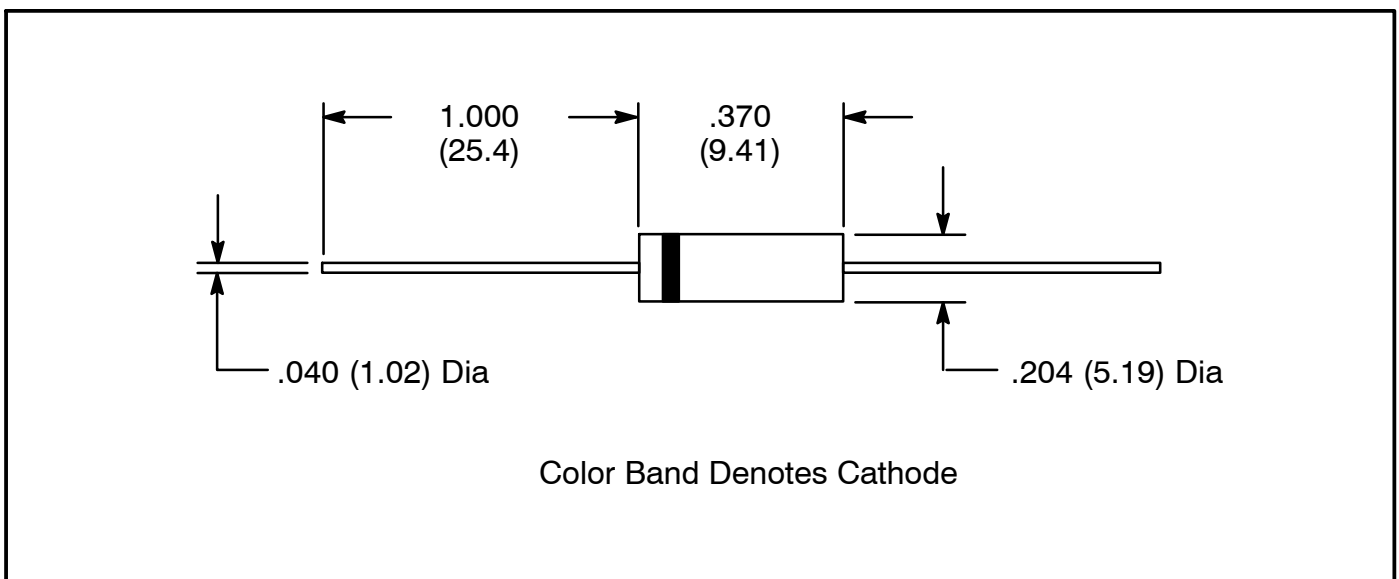 1.000
(25.4)
.370
(9.41)
.040 (1.02) Dia
.204 (5.19) Dia
Color Band Denotes Cathode